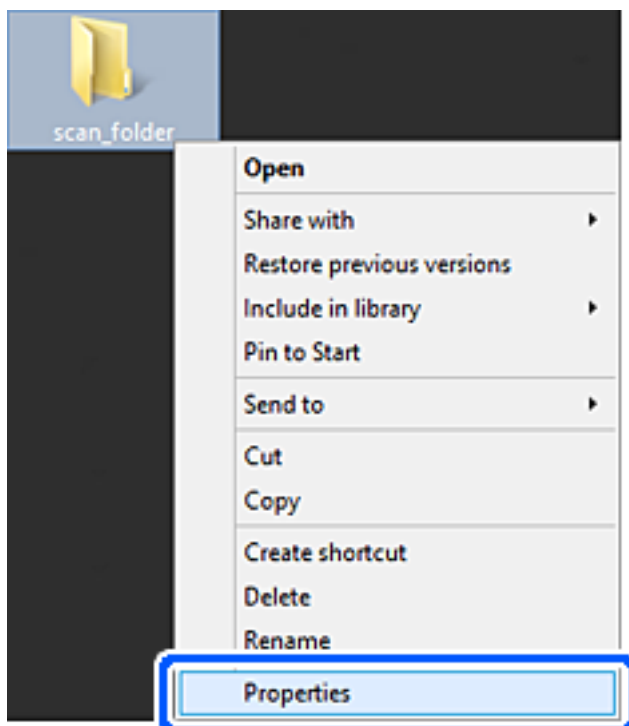 scan_folder
Open
Share with
Restore previous versions
Include in library
Pin to Start
Send to
Cut
Copy
Create shortcut
Delete
Rename
Properties